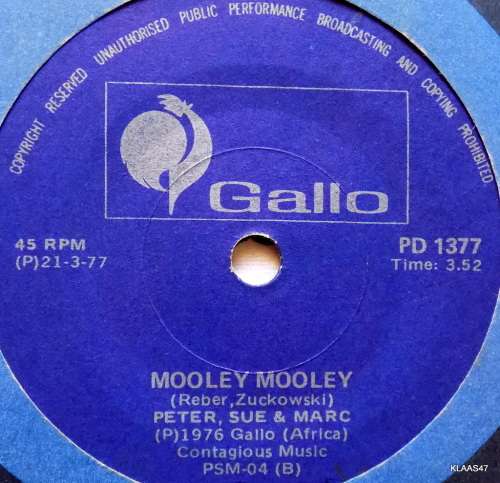 COPYRIGHT RESERVED UNAUTHORISED PUBLIC PERFORMANCE BROADCASTING AND COPYING PROHIBITED
Gallo
45 RPM
PD 1377
(P)21-3-77
Time: 3.52
MOOLEY MOOLEY
(Reber,Zuckowski)
PETER, SUE & MARC
(P)1976 Gallo (Africa)
Contagious Music
PSM-04 (B)
KLAAS47